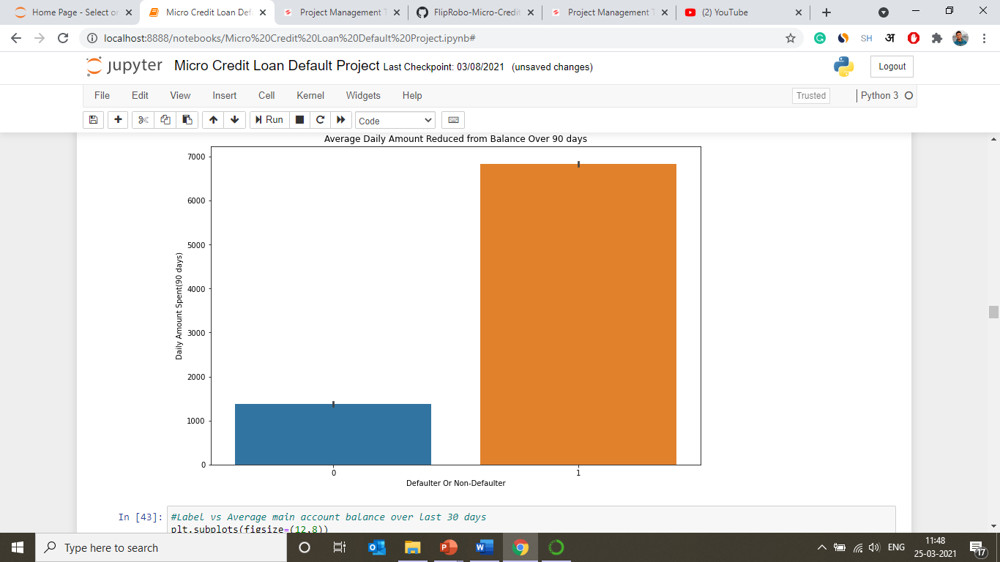 Home Page - Select or
Micro Credit Loan Def
Project Management T
FlipRobo-Micro-Credit
Project Management T
(2) YouTube
localhost:8888/notebooks/Micro%20Credit%20Loan%20Default%20Project.ipynb#
SH
अ
jupyter
Micro Credit Loan Default Project Last Checkpoint: 03/08/2021 (unsaved changes)
Logout
File Edit View Insert Cell Kernel Widgets Help
Trusted
Python 3
Run
Code
Average Daily Amount Reduced from Balance Over 90 days
7000
6000
5000
4000
3000
2000
1000
0
Daily Amount Spent(90 days)
0
1
Defaulter Or Non-Defaulter
In [43]:
#Label vs Average main account balance over last 30 days
plt.subplots(figsize=(12,8))
Type here to search
ENG
11:48
25-03-2021
17